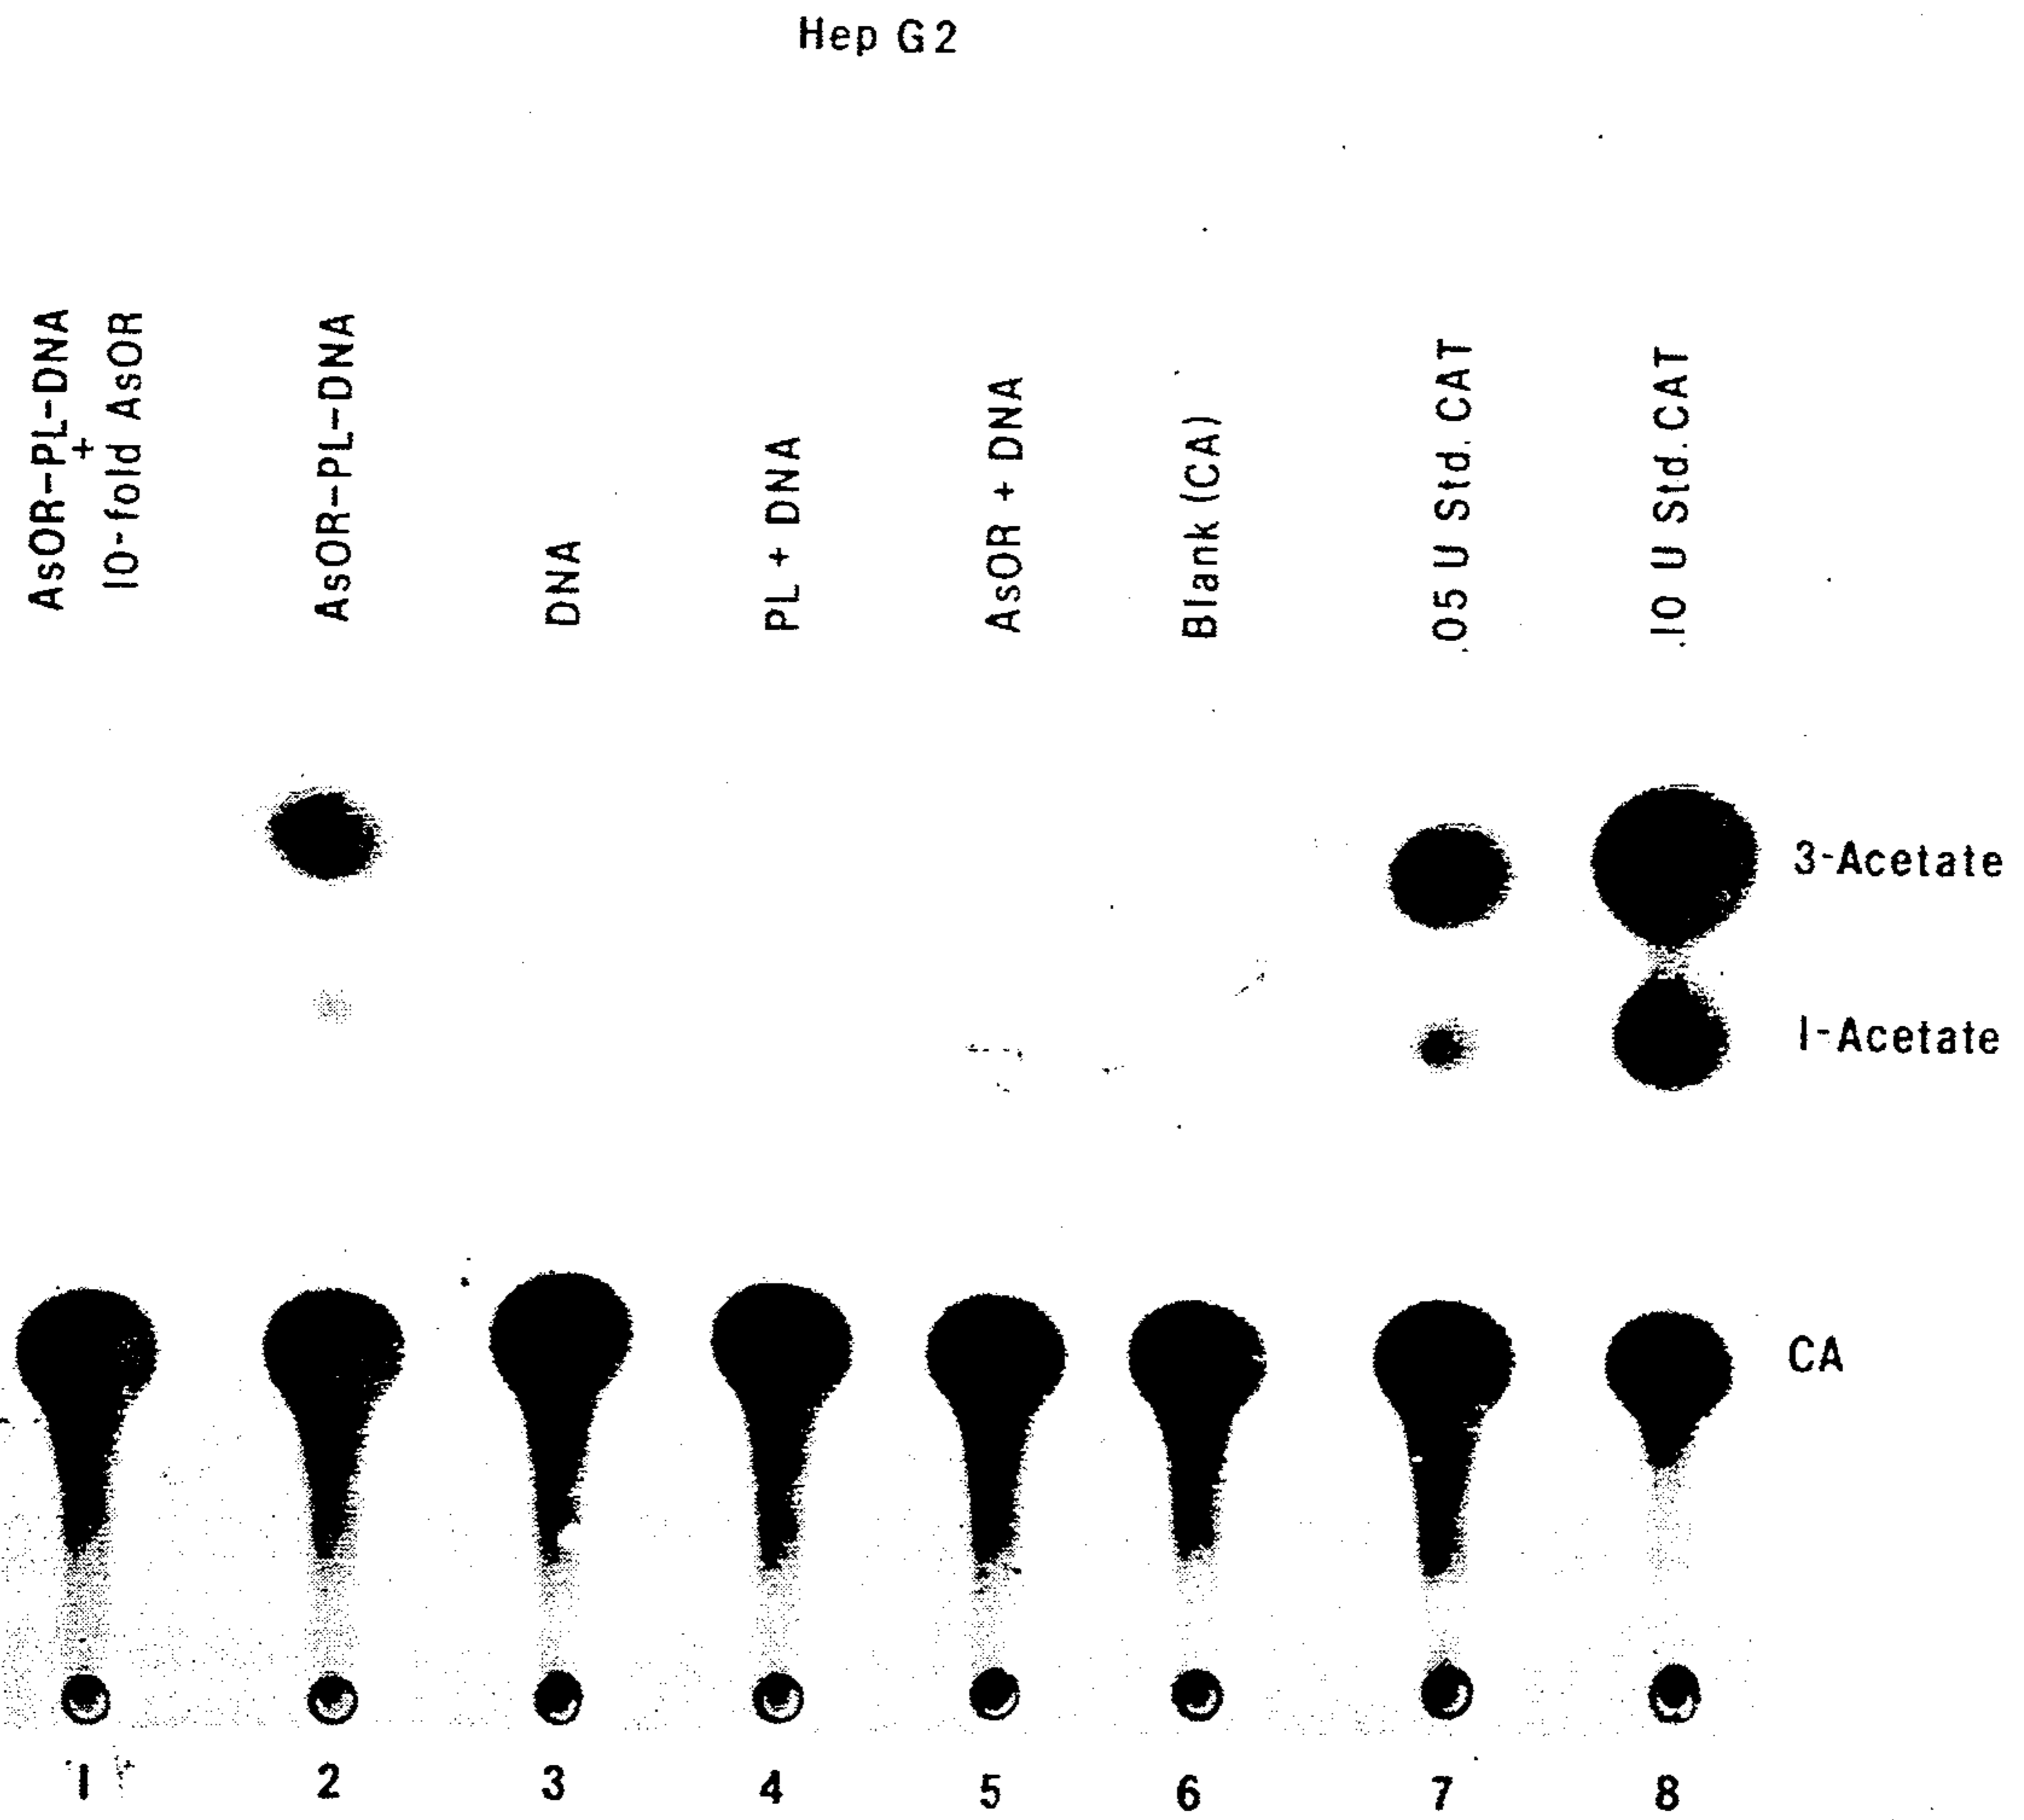 Hep G2
AsOR-PL-DNA
+
10-fold AsOR
AsOR-PL-DNA
DNA
PL + DNA
AsOR + DNA
Blank (CA)
.05 U Std. CAT
.10 U Std. CAT
3-Acetate
1-Acetate
CA
1 2 3 4 5 6 7 8